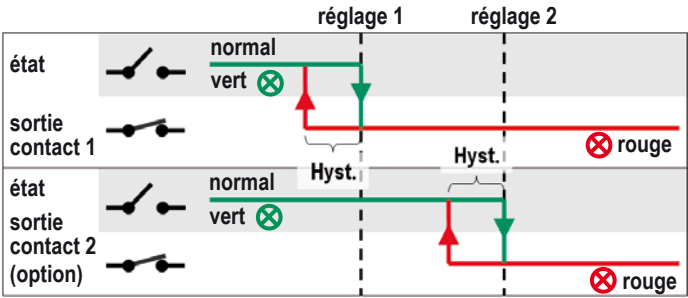 réglage 1 réglage 2
état
normal
vert
sortie
contact 1
rouge
Hyst.
Hyst.
état
normal
vert
sortie
contact 2
(option)
rouge